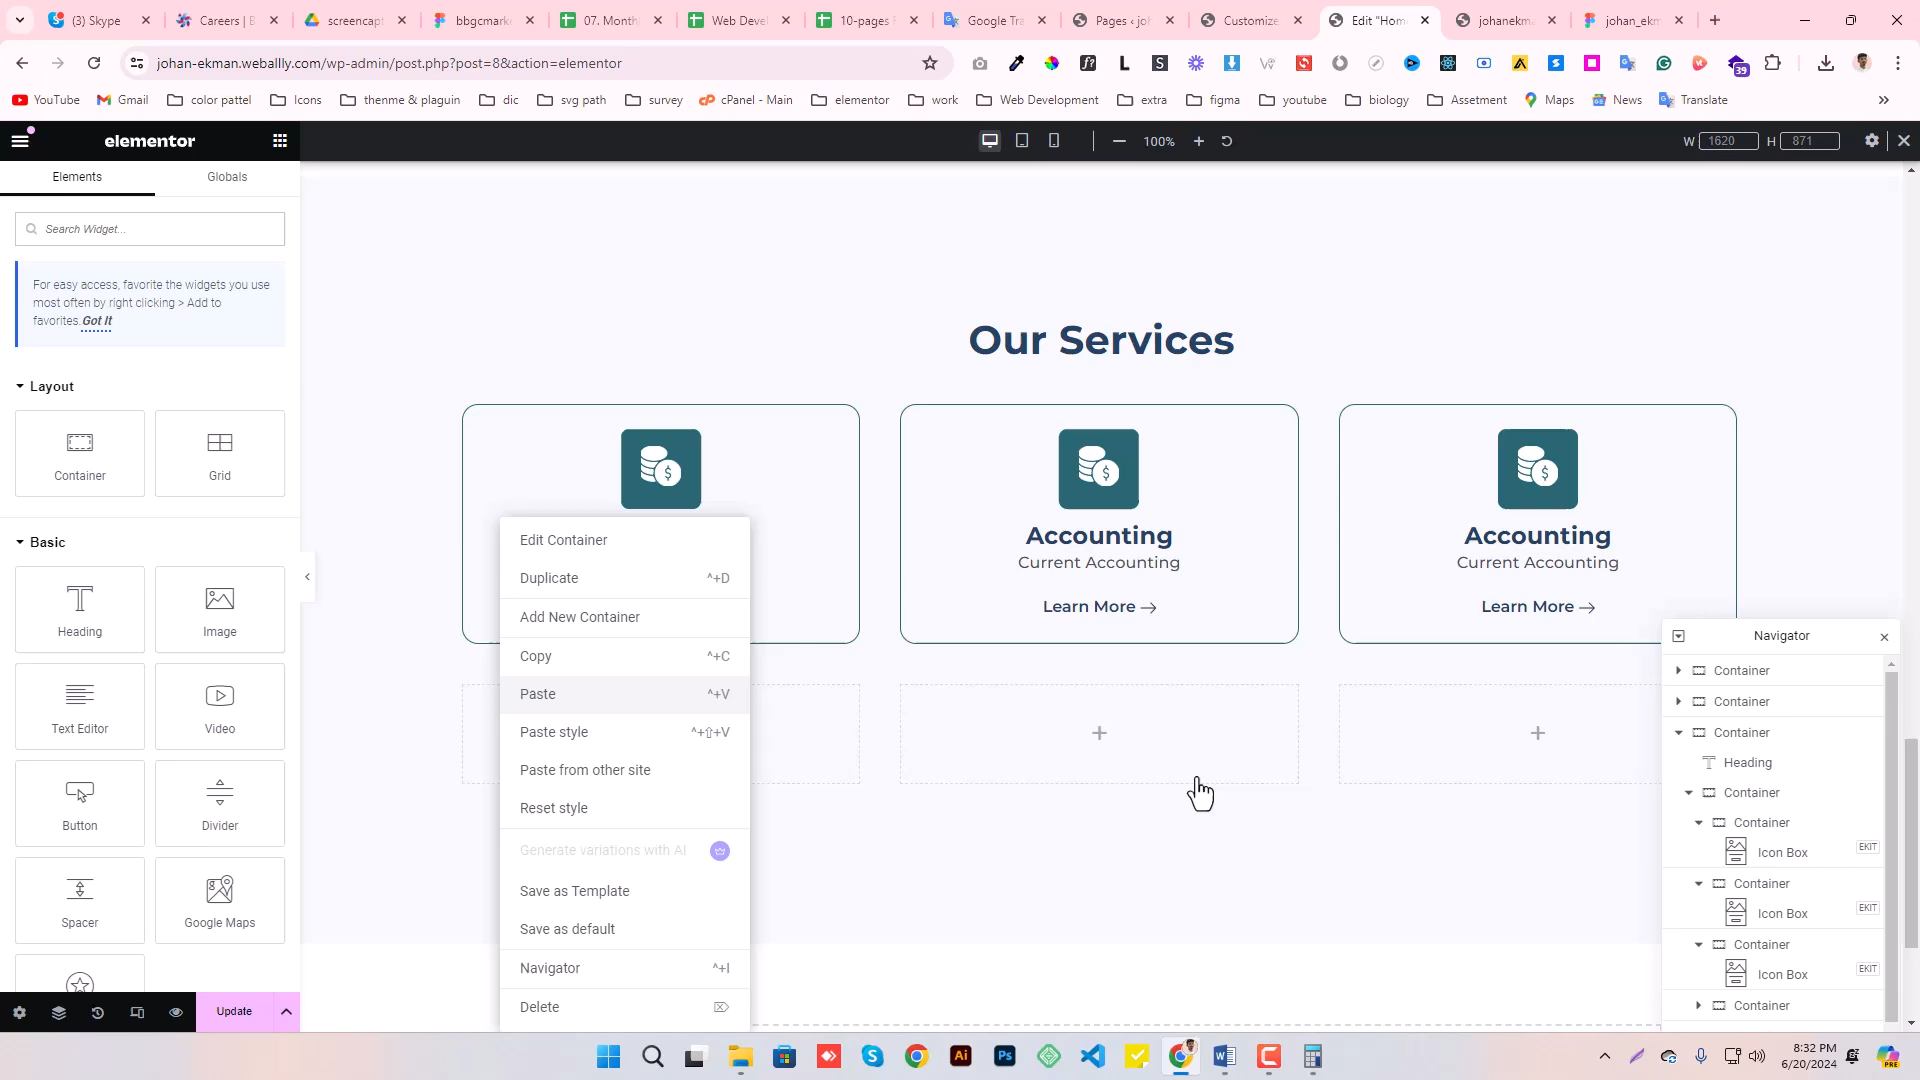 (3) Skype
Careers | B
screencap
bbgcmark
07. Month
Web Devel
10-pages F
Google Tra
Pages ‹ jol
Customize
Edit "Hom
johanekma
johan_ekm
johan-ekman.weballly.com/wp-admin/post.php?post=8&action=elementor
39
YouTube
Gmail
color pattel
Icons
thenme & plaguin
dic
svg path
survey
cPanel - Main
elementor
work
Web Development
extra
figma
youtube
biology
Assetment
Maps
News
Translate
elementor
100%
W 1620 H 871
Elements
Globals
Search Widget...
For easy access, favorite the widgets you use
most often by right clicking > Add to
favorites. Got It
Layout
Container
Grid
Basic
Heading
Image
Text Editor
Video
Button
Divider
Spacer
Google Maps
Update
Our Services
Accounting
Current Accounting
Learn More
Accounting
Current Accounting
Learn More
Edit Container
Duplicate ^+D
Add New Container
Copy ^+C
Paste ^+V
Paste style ^+⇧+V
Paste from other site
Reset style
Generate variations with AI
Save as Template
Save as default
Navigator ^+I
Delete
Navigator
Container
Container
Container
Heading
Container
Container
Icon Box EKIT
Container
Icon Box EKIT
Container
Icon Box EKIT
Container
8:32 PM
6/20/2024